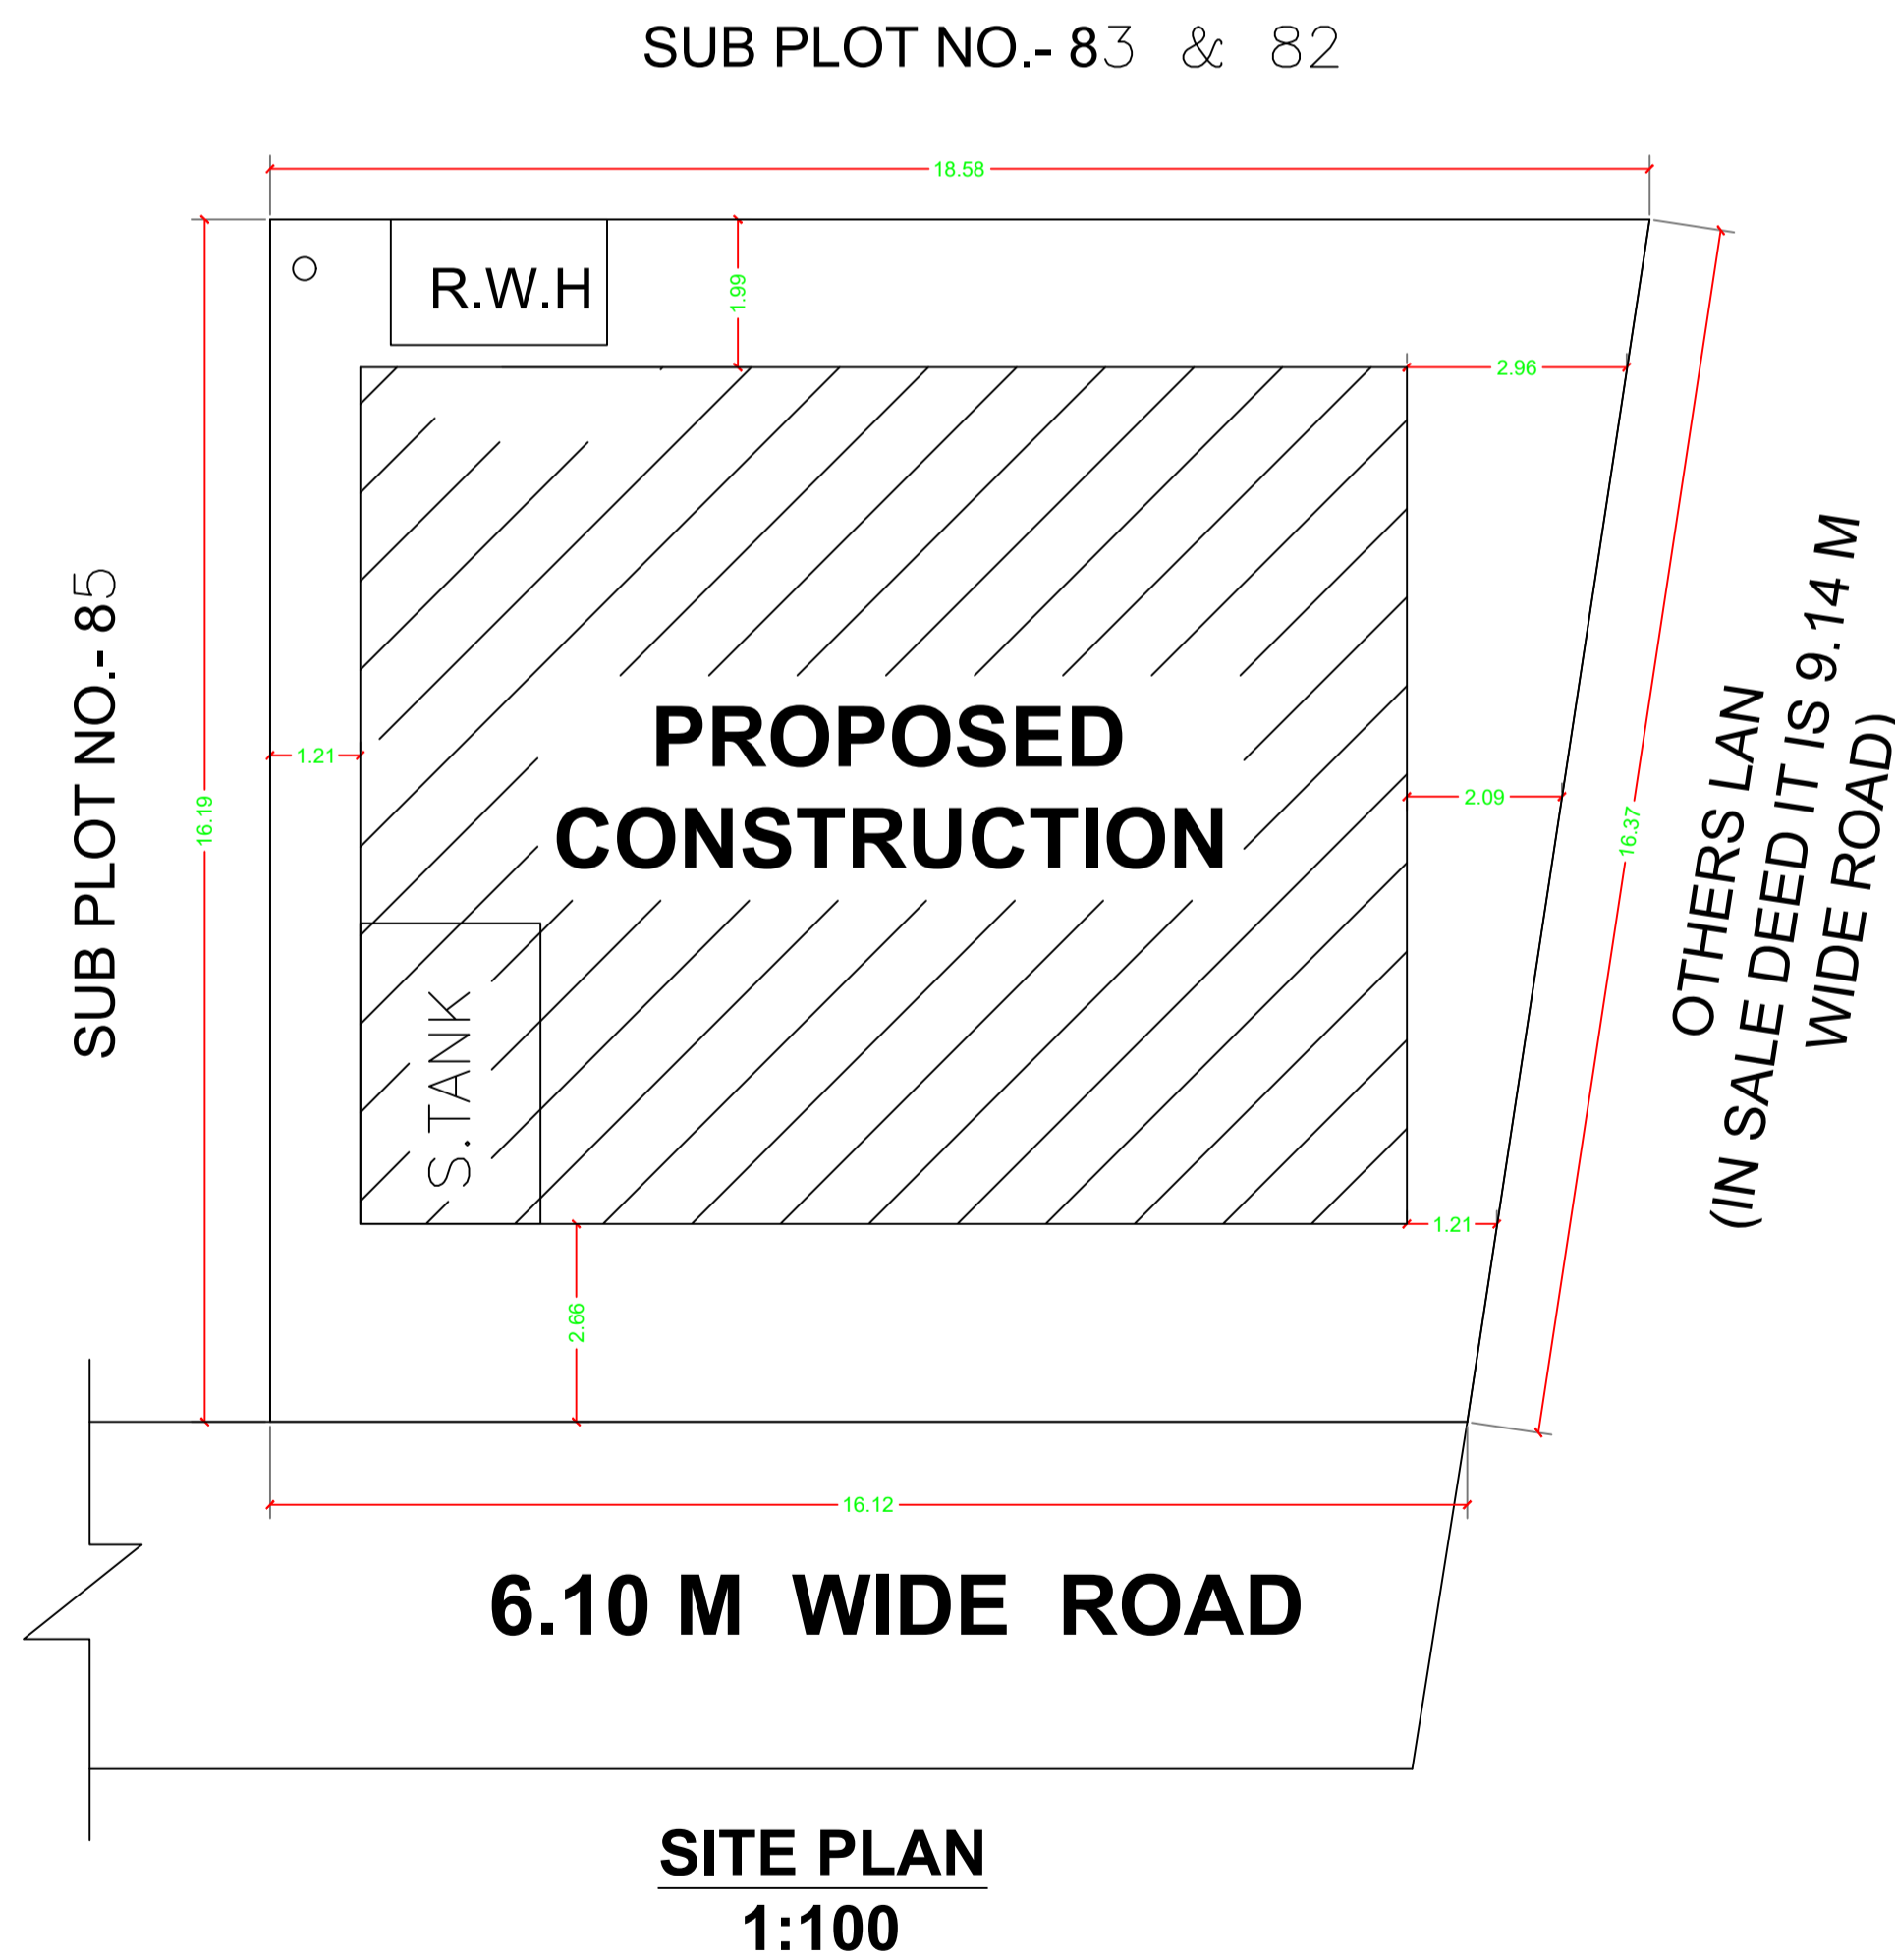 SUB PLOT NO.- 83 & 82
18.58
R.W.H
1.99
2.96
SUB PLOT NO.- 85
16.19
1.21
PROPOSED
CONSTRUCTION
2.09
16.37
OTHERS LAN
(IN SALE DEED IT IS 9.14 M
WIDE ROAD)
S.TANK
1.21
2.66
16.12
6.10 M WIDE ROAD
SITE PLAN
1:100